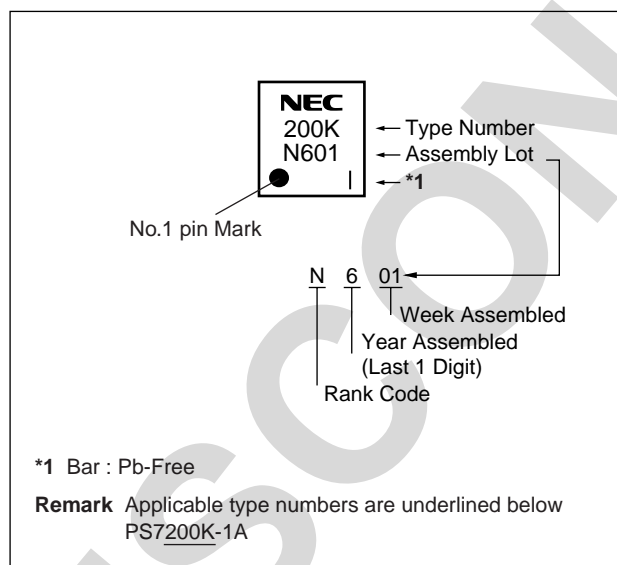 NEC
200K
N601
Type Number
Assembly Lot
*1
No.1 pin Mark
N 6 01
Week Assembled
Year Assembled
(Last 1 Digit)
Rank Code
*1 Bar : Pb-Free
Remark Applicable type numbers are underlined below
PS7200K-1A